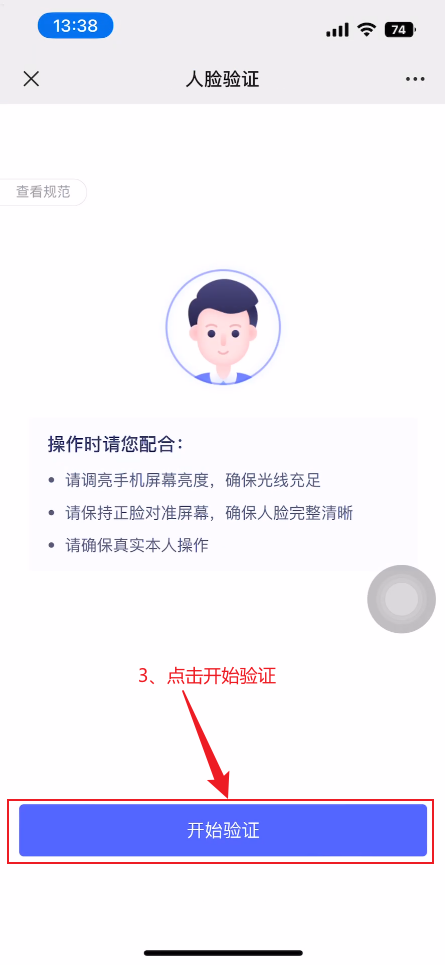 13:38
74
人脸验证
查看规范
操作时请您配合：
• 请调亮手机屏幕亮度，确保光线充足
• 请保持正脸对准屏幕，确保人脸完整清晰
• 请确保真实本人操作
3、点击开始验证
开始验证